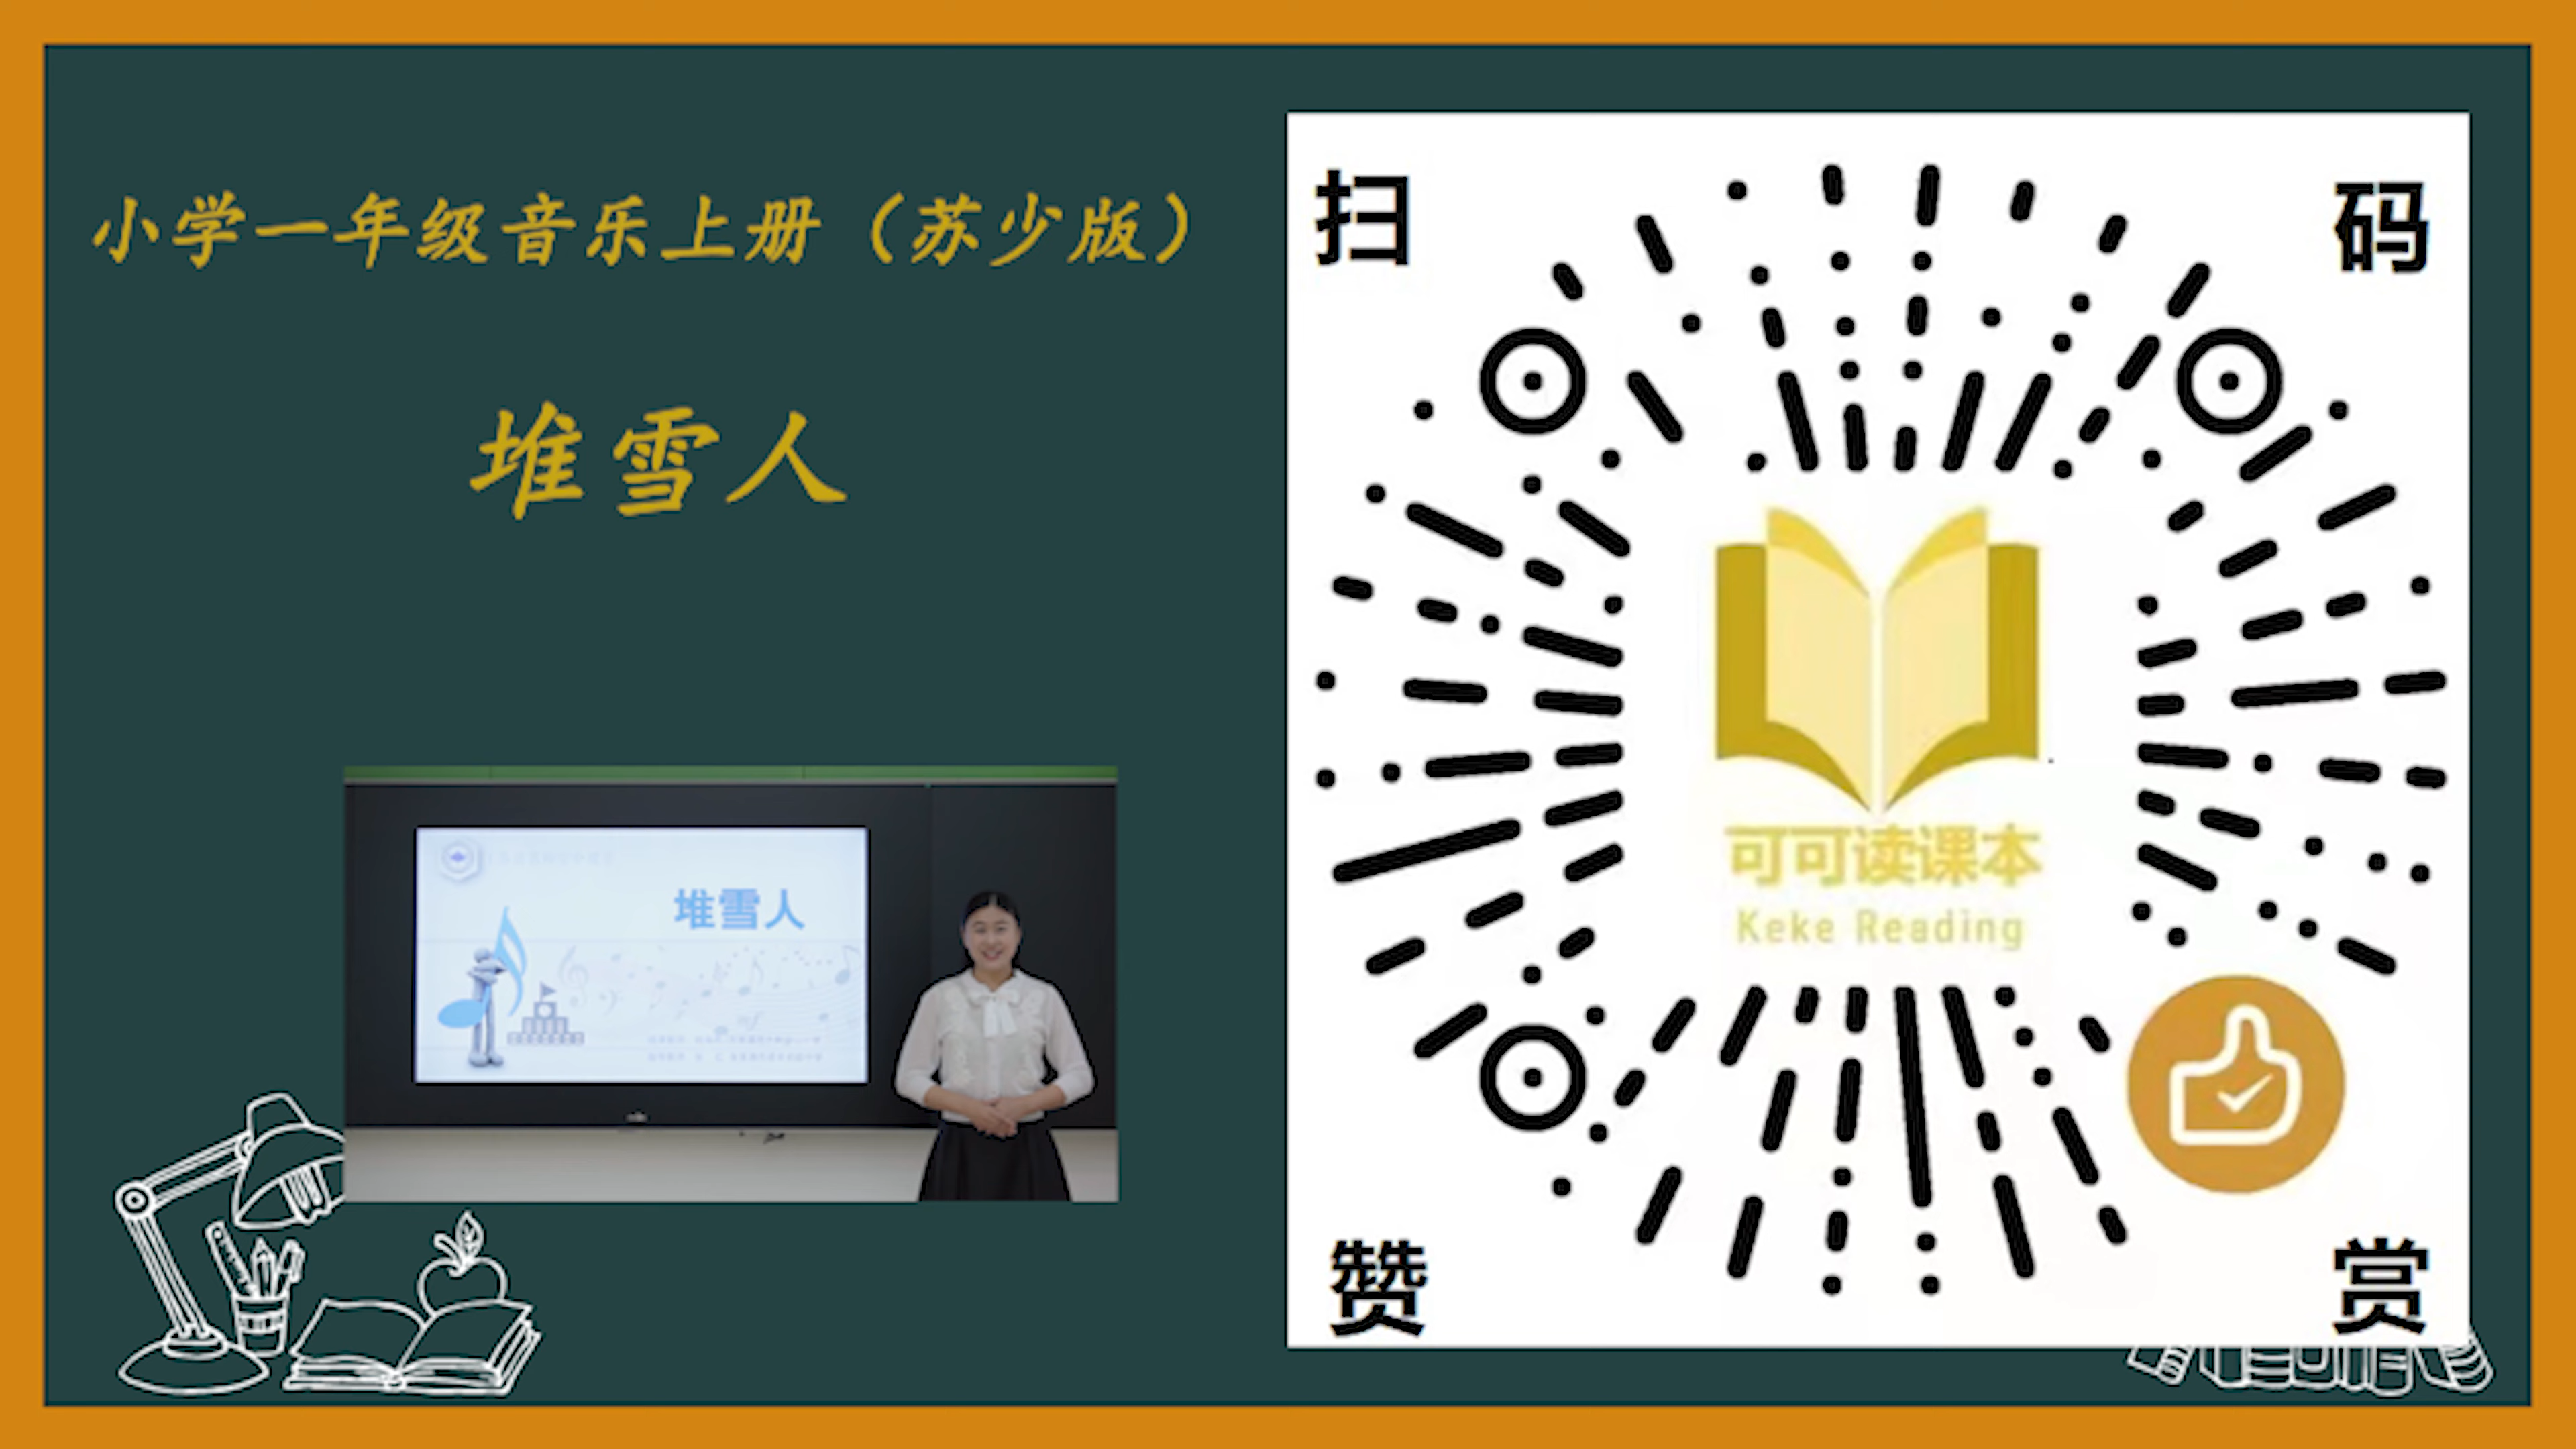 小学一年级音乐上册（苏少版）
堆雪人
堆雪人
扫 码
可可读课本
Keke Reading
赞 赏